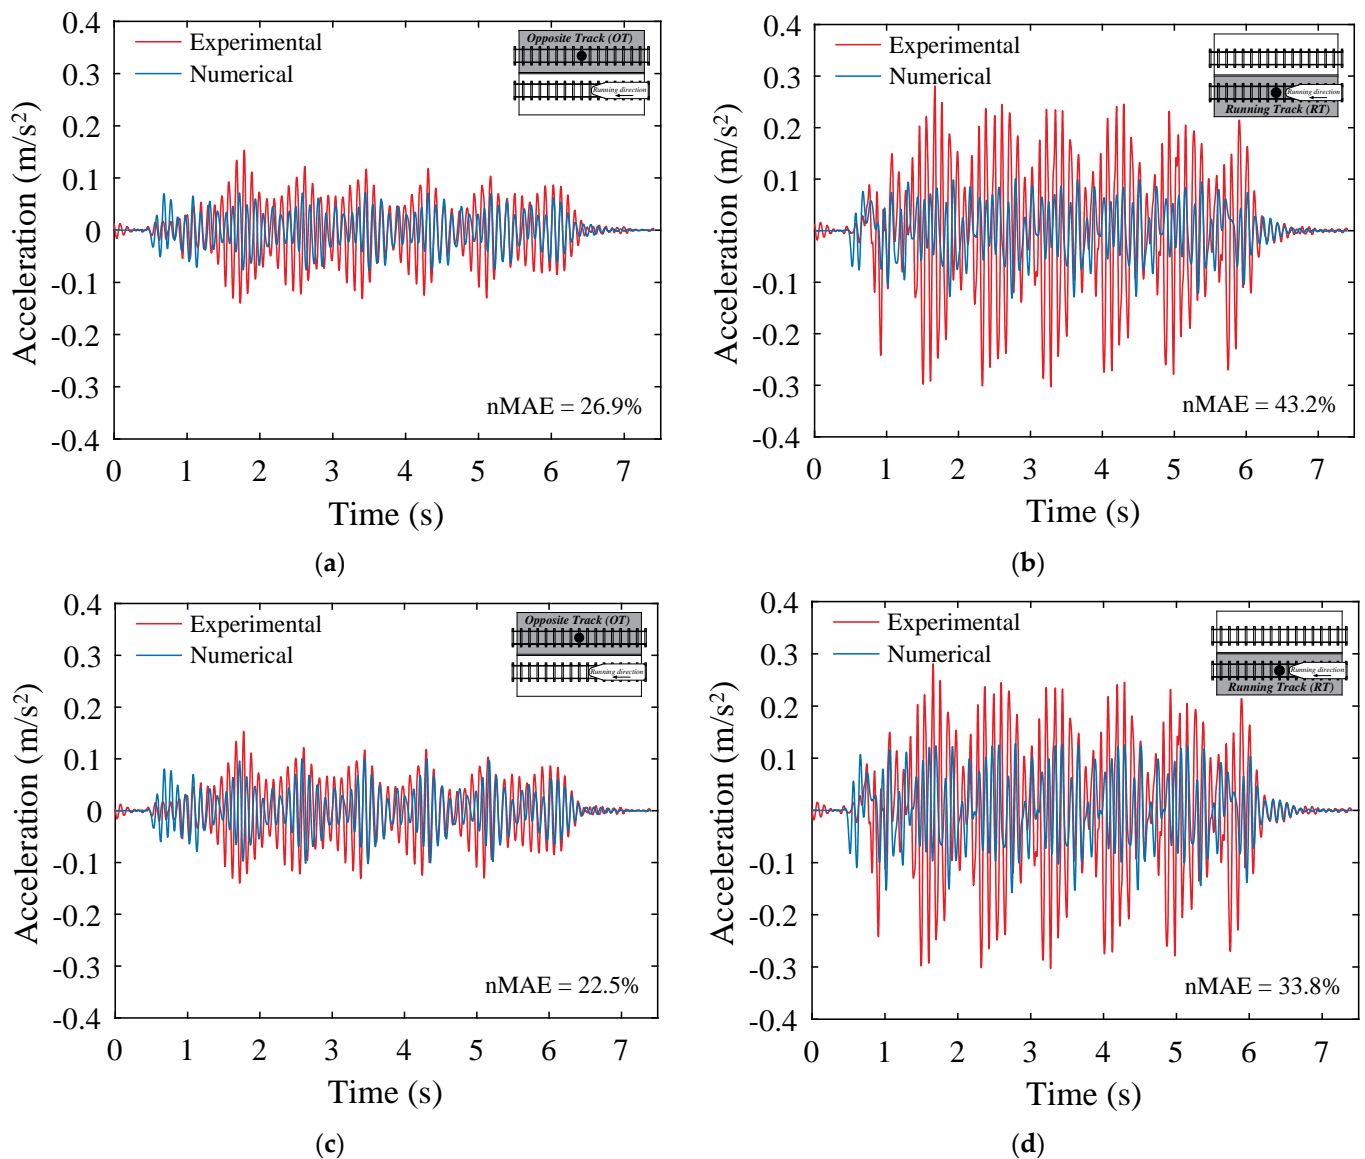 0.4
0.3
0.2
0.1
0
-0.1
-0.2
-0.3
-0.4
Acceleration (m/s²)
Experimental
Numerical
Opposite Track (OT)
Running direction
nMAE = 26.9%
0 1 2 3 4 5 6 7
Time (s)
(a)
0.4
0.3
0.2
0.1
0
-0.1
-0.2
-0.3
-0.4
Acceleration (m/s²)
Experimental
Numerical
Running direction
Running Track (RT)
nMAE = 43.2%
0 1 2 3 4 5 6 7
Time (s)
(b)
0.4
0.3
0.2
0.1
0
-0.1
-0.2
-0.3
-0.4
Acceleration (m/s²)
Experimental
Numerical
Opposite Track (OT)
Running direction
nMAE = 22.5%
0 1 2 3 4 5 6 7
Time (s)
(c)
0.4
0.3
0.2
0.1
0
-0.1
-0.2
-0.3
-0.4
Acceleration (m/s²)
Experimental
Numerical
Running direction
Running Track (RT)
nMAE = 33.8%
0 1 2 3 4 5 6 7
Time (s)
(d)